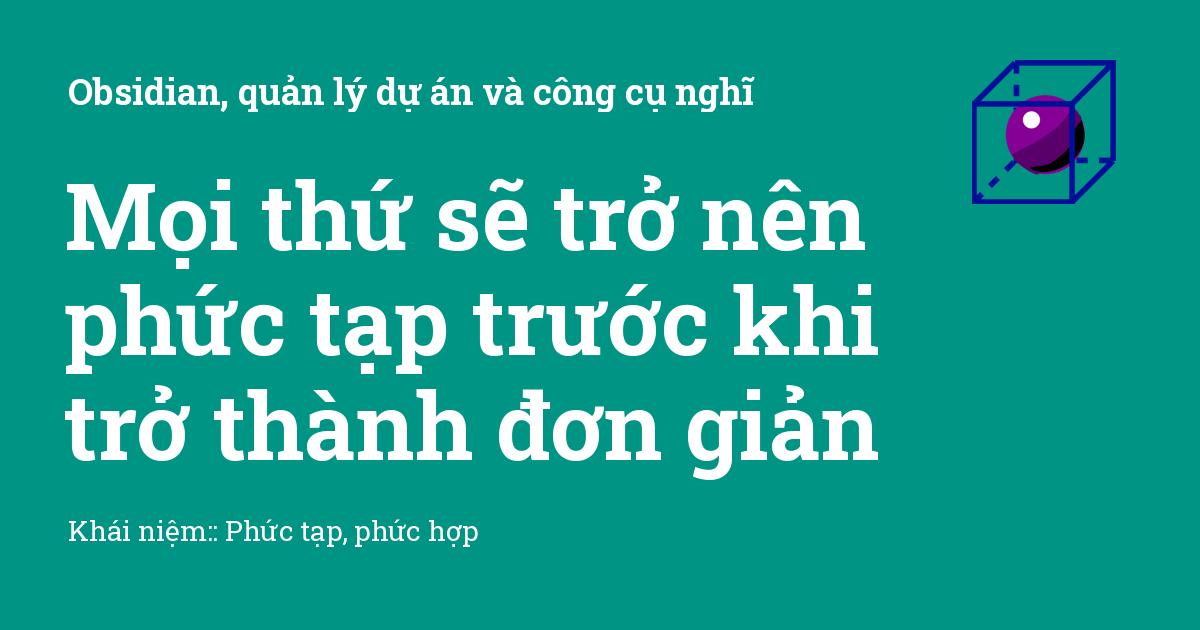 Obsidian, quản lý dự án và công cụ nghĩ
Mọi thứ sẽ trở nên
phức tạp trước khi
trở thành đơn giản
Khái niệm:: Phức tạp, phức hợp